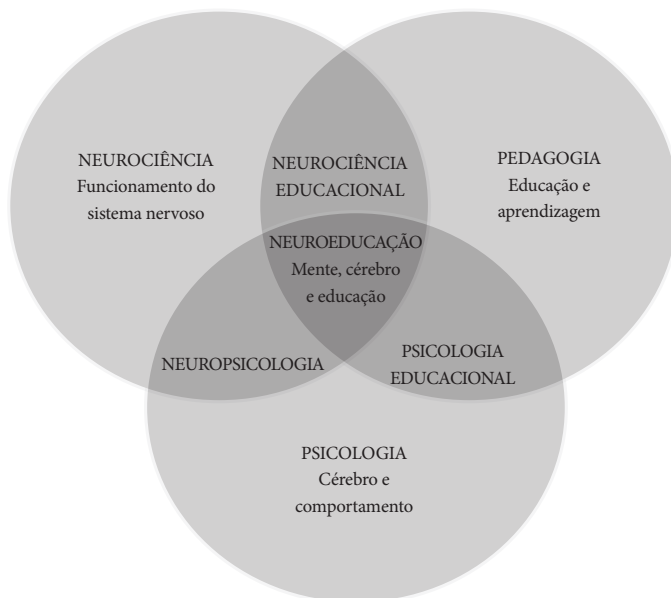 NEUROCIÊNCIA
Funcionamento do
sistema nervoso
NEUROCIÊNCIA
EDUCACIONAL
PEDAGOGIA
Educação e
aprendizagem
NEUROEDUCAÇÃO
Mente, cérebro
e educação
NEUROPSICOLOGIA
PSICOLOGIA
EDUCACIONAL
PSICOLOGIA
Cérebro e
comportamento